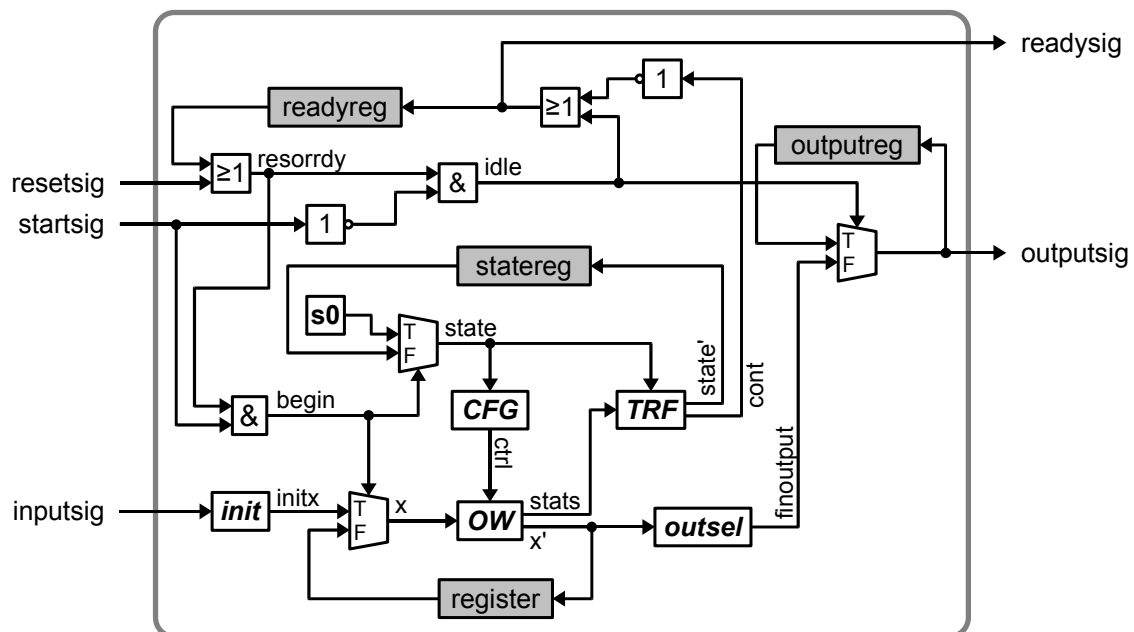 readysig
1
readyreg
≥1
outputreg
≥1
resorrdy
&
idle
resetsig
startsig
1
T
F
outputsig
statereg
s0
T
F
state
state'
cont
CFG
TRF
&
begin
ctrl
finoutput
inputsig
init
initx
T
F
x
OW
stats
x'
outsel
register